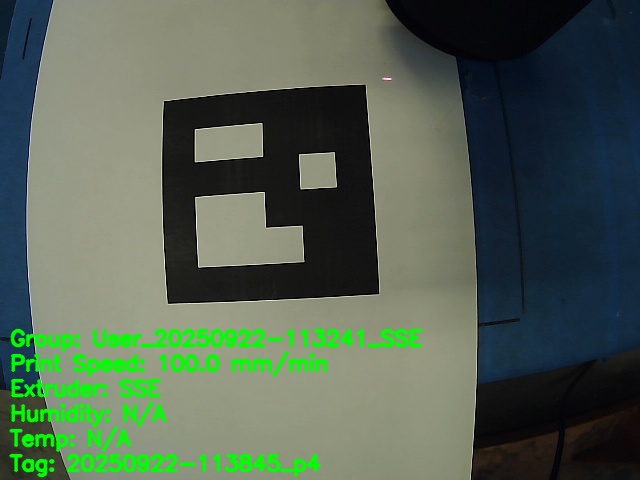 Group: User_20250922-113241_SSE
Print Speed: 100.0 mm/min
Extruder: SSE
Humidity: N/A
Temp: N/A
Tag: 20250922-113845_p4